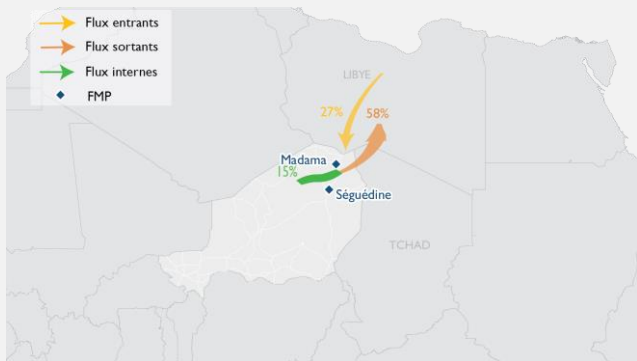 Flux entrants
Flux sortants
Flux internes
FMP
LIBYE
27%
58%
Madama
15%
Séguédine
TCHAD